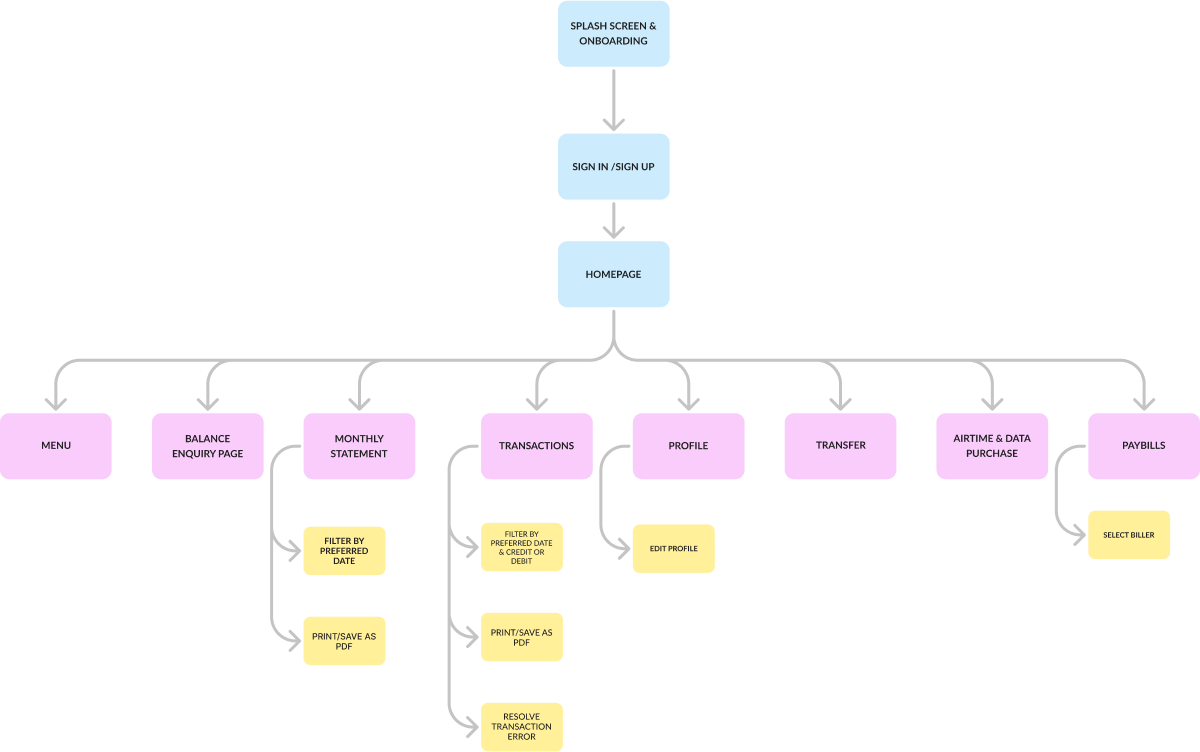 SPLASH SCREEN &
ONBOARDING
SIGN IN /SIGN UP
HOMEPAGE
MENU
BALANCE
ENQUIRY PAGE
MONTHLY
STATEMENT
TRANSACTIONS
PROFILE
TRANSFER
AIRTIME & DATA
PURCHASE
PAYBILLS
FILTER BY
PREFERRED
DATE
FILTER BY
PREFERRED DATE
& CREDIT OR
DEBIT
EDIT PROFILE
SELECT BILLER
PRINT/SAVE AS
PDF
PRINT/SAVE AS
PDF
RESOLVE
TRANSACTION
ERROR